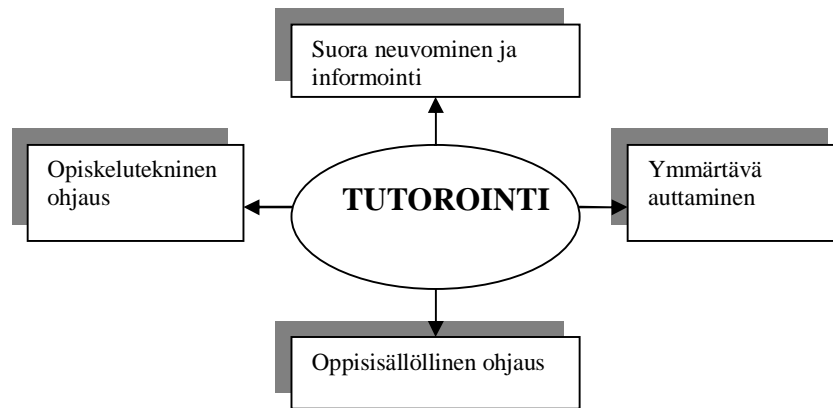 Suora neuvominen ja
informointi
Opiskelutekninen
ohjaus
TUTOROINTI
Ymmärtävä
auttaminen
Oppisisällöllinen ohjaus